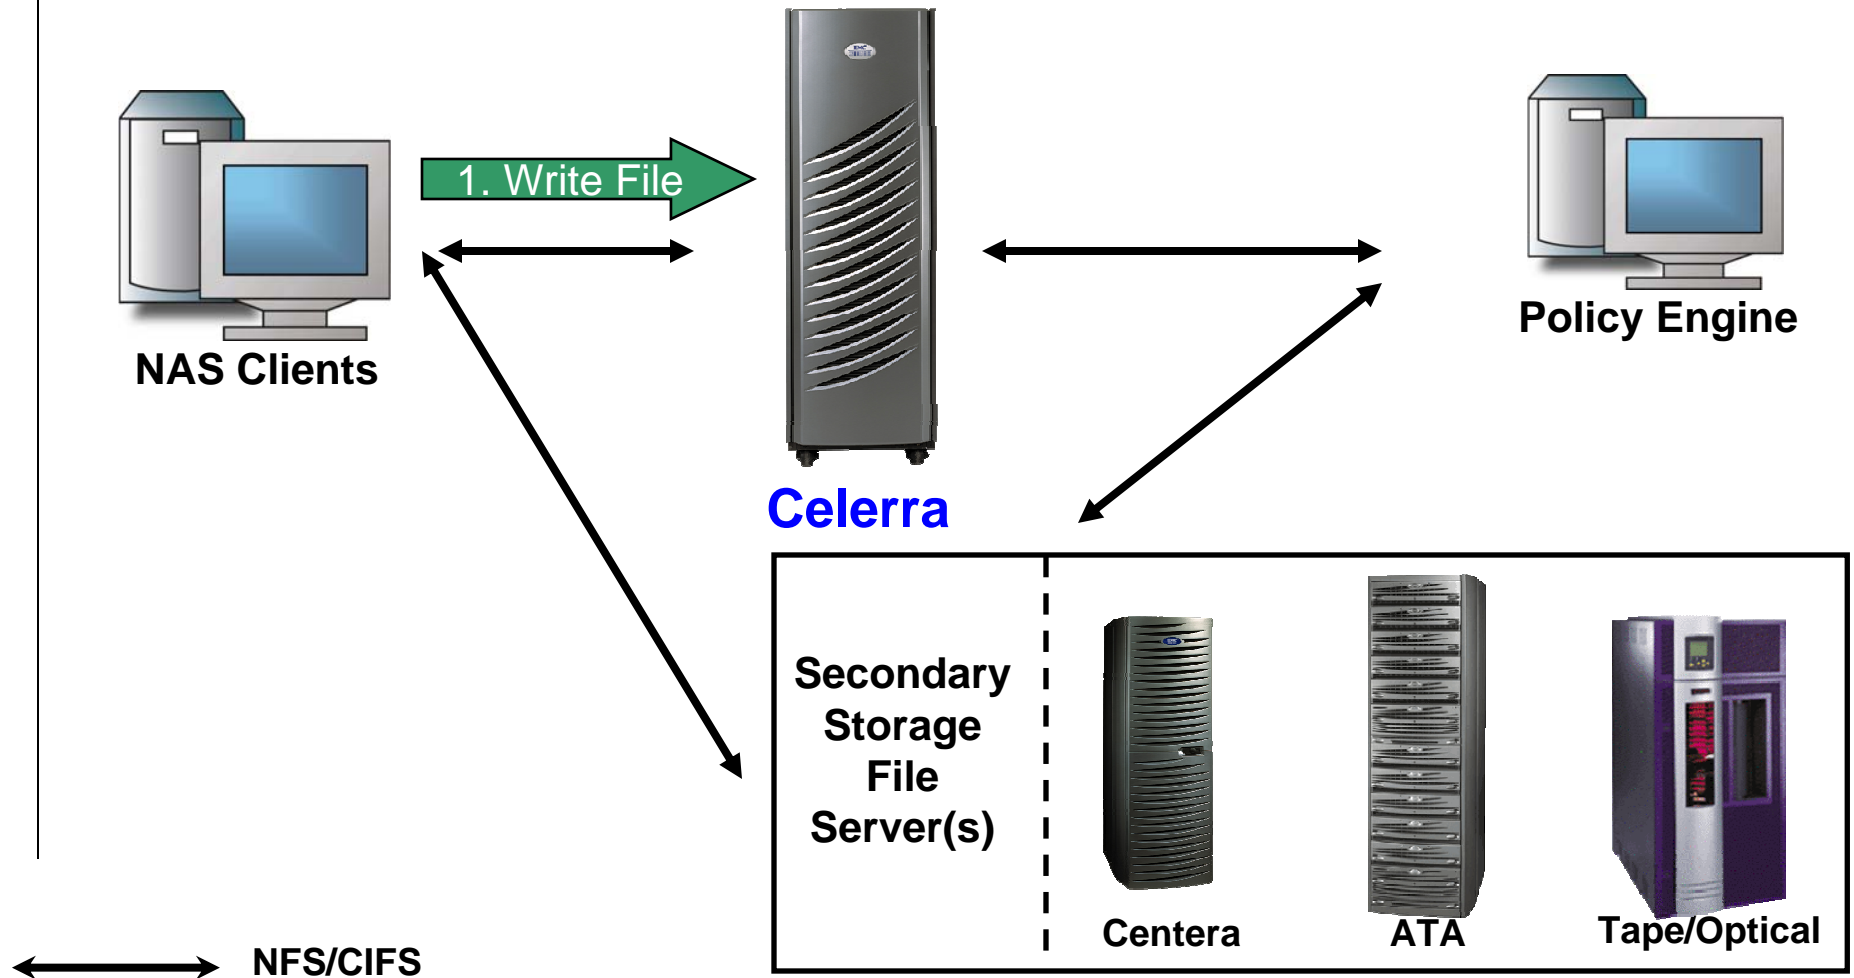 1. Write File
NAS Clients
Policy Engine
Celerra
Secondary
Storage
File
Server(s)
Centera
ATA
Tape/Optical
NFS/CIFS